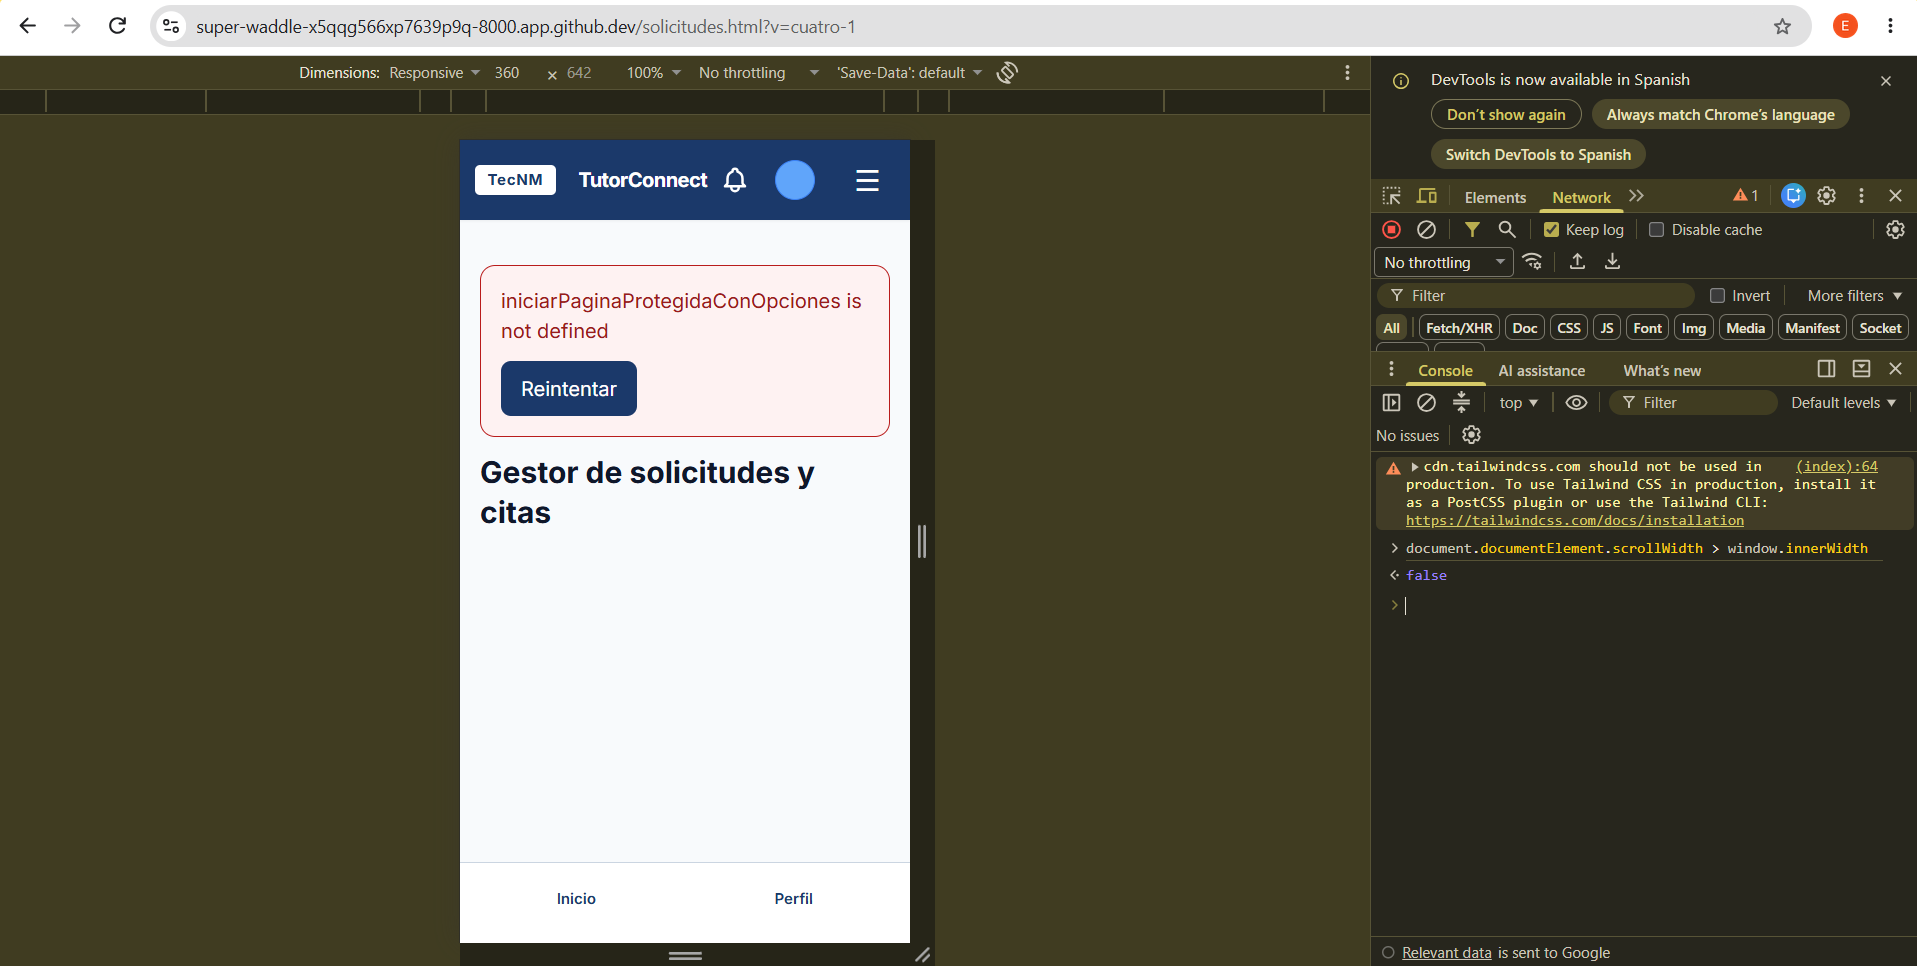 super-waddle-x5qqg566xp7639p9q-8000.app.github.dev/solicitudes.html?v=cuatro-1
E
Dimensions: Responsive 360 × 642 100% No throttling 'Save-Data': default
TecNM TutorConnect
iniciarPaginaProtegidaConOpciones is
not defined
Reintentar
Gestor de solicitudes y
citas
Inicio Perfil
DevTools is now available in Spanish
Don't show again Always match Chrome's language
Switch DevTools to Spanish
Elements Network 1
Keep log Disable cache
No throttling
Filter Invert More filters
All Fetch/XHR Doc CSS JS Font Img Media Manifest Socket
Console AI assistance What's new
top Filter Default levels
No issues
cdn.tailwindcss.com should not be used in (index):64
production. To use Tailwind CSS in production, install it
as a PostCSS plugin or use the Tailwind CLI:
https://tailwindcss.com/docs/installation
document.documentElement.scrollWidth > window.innerWidth
false
Relevant data is sent to Google